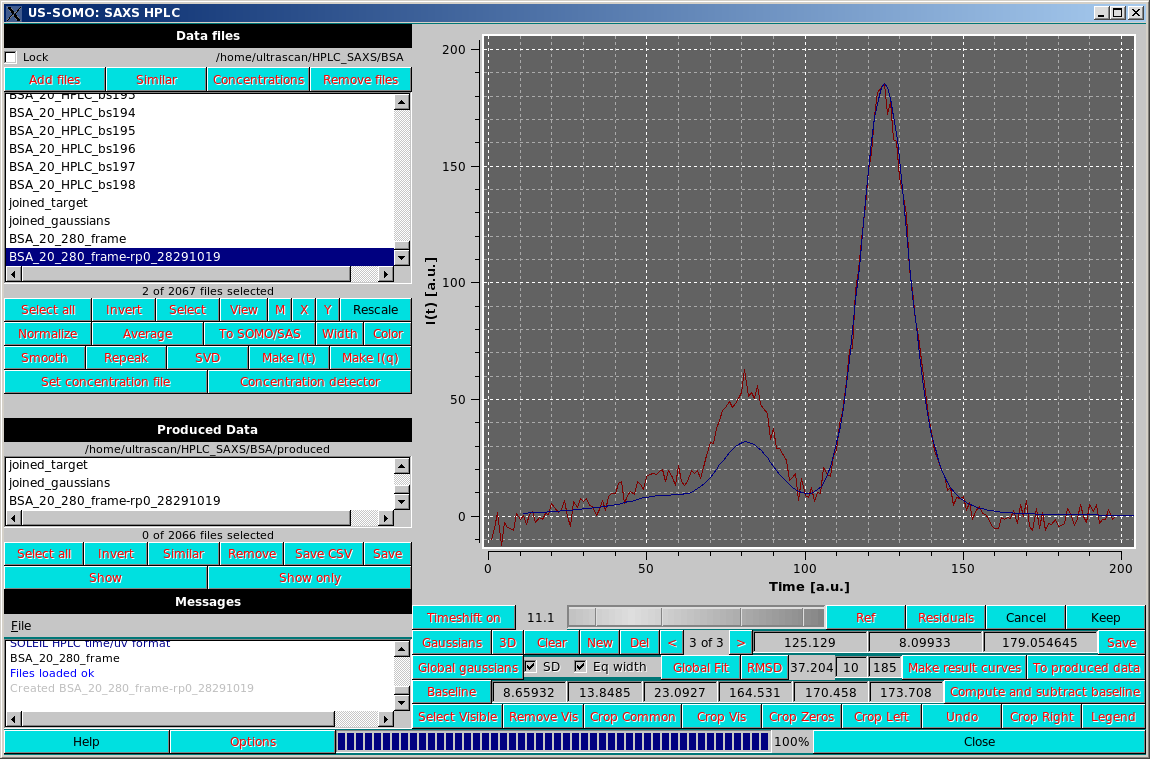 US-SOMO: SAXS HPLC
Data files
Lock /home/ultrascan/HPLC_SAXS/BSA
Add files Similar Concentrations Remove files
BSA_20_HPLC_bs193
BSA_20_HPLC_bs194
BSA_20_HPLC_bs195
BSA_20_HPLC_bs196
BSA_20_HPLC_bs197
BSA_20_HPLC_bs198
joined_target
joined_gaussians
BSA_20_280_frame
BSA_20_280_frame-rp0_28291019
2 of 2067 files selected
Select all Invert Select View M X Y Rescale
Normalize Average To SOMO/SAS Width Color
Smooth Repeak SVD Make I(t) Make I(q)
Set concentration file Concentration detector
Produced Data
/home/ultrascan/HPLC_SAXS/BSA/produced
joined_target
joined_gaussians
BSA_20_280_frame-rp0_28291019
0 of 2066 files selected
Select all Invert Similar Remove Save CSV Save
Show Show only
Messages
File
SOLEIL HPLC time/uv format
BSA_20_280_frame
Files loaded ok
Created BSA_20_280_frame-rp0_28291019
Help Options 100% Close
200
150
100
50
0
I(t) [a.u.]
0 50 100 150 200
Time [a.u.]
Timeshift on 11.1 Ref Residuals Cancel Keep
Gaussians 3D Clear New Del < 3 of 3 > 125.129 8.09933 179.054645 Save
Global gaussians SD Eq width Global Fit RMSD 37.204 10 185 Make result curves To produced data
Baseline 8.65932 13.8485 23.0927 164.531 170.458 173.708 Compute and subtract baseline
Select Visible Remove Vis Crop Common Crop Vis Crop Zeros Crop Left Undo Crop Right Legend